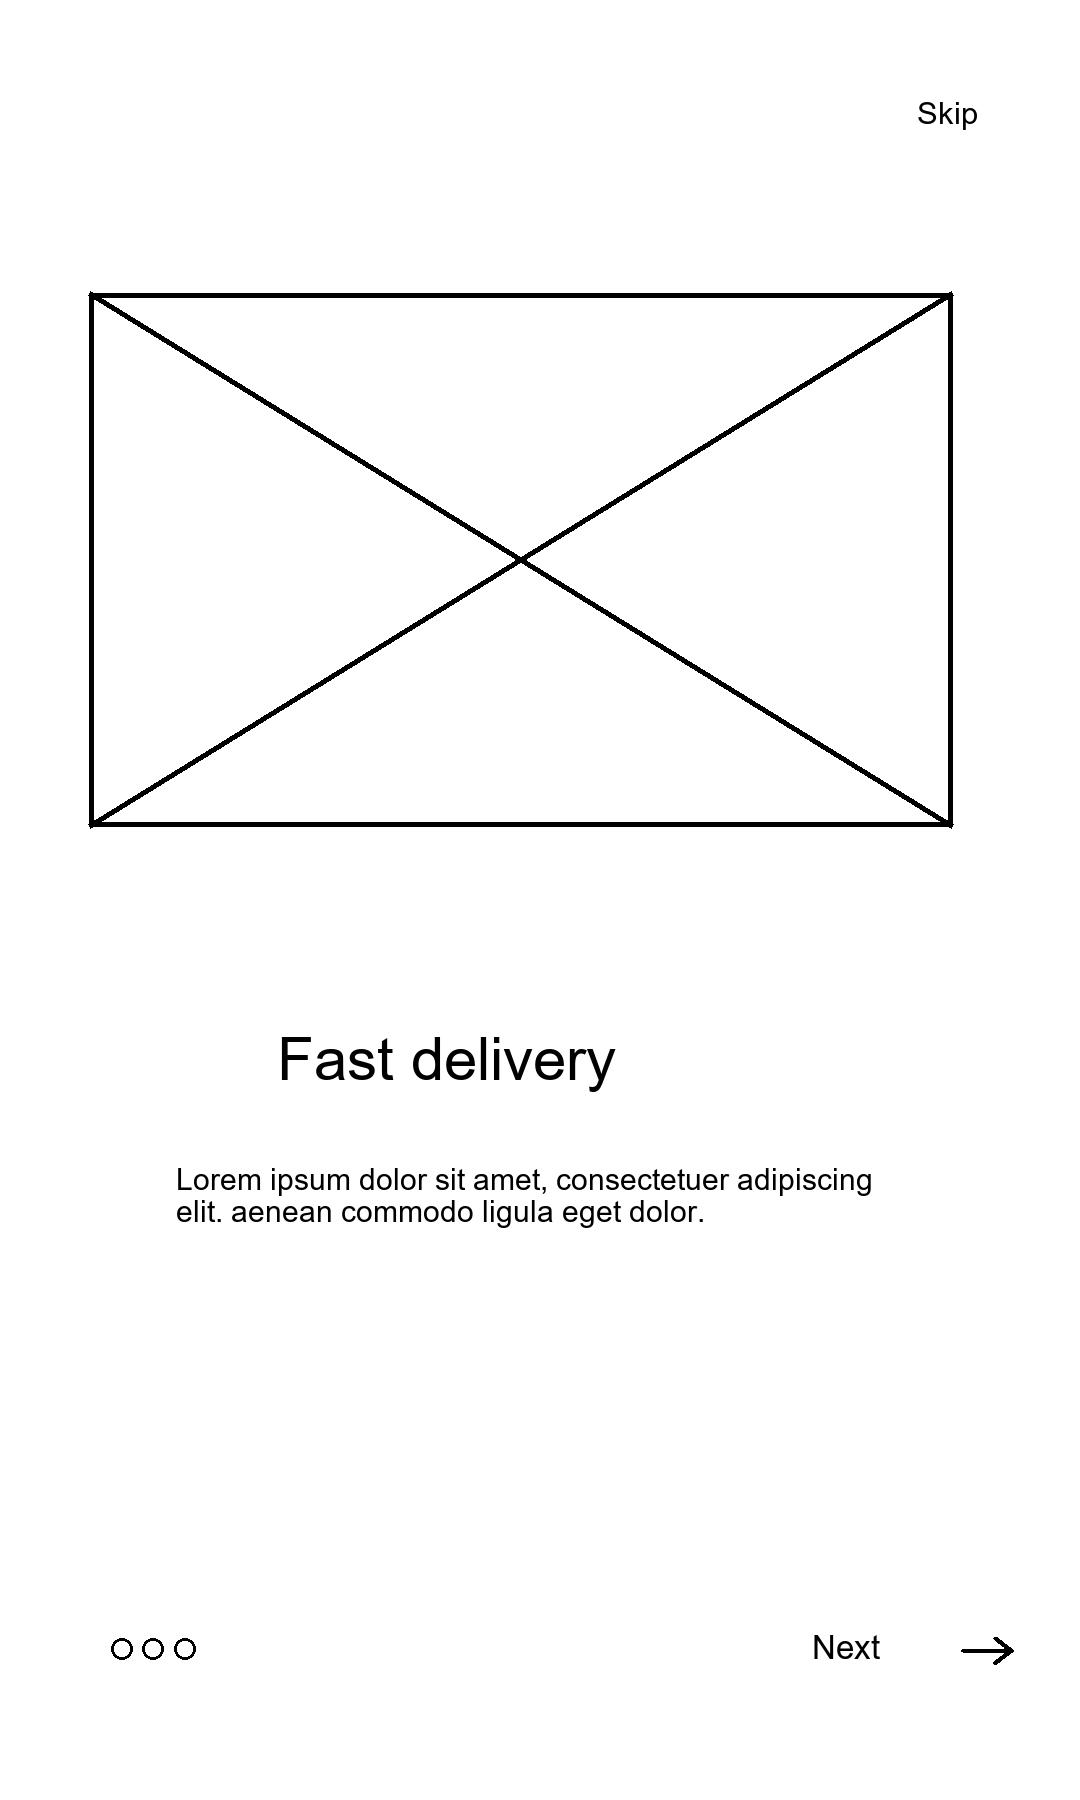 Skip
Fast delivery
Lorem ipsum dolor sit amet, consectetuer adipiscing
elit. aenean commodo ligula eget dolor.
Next